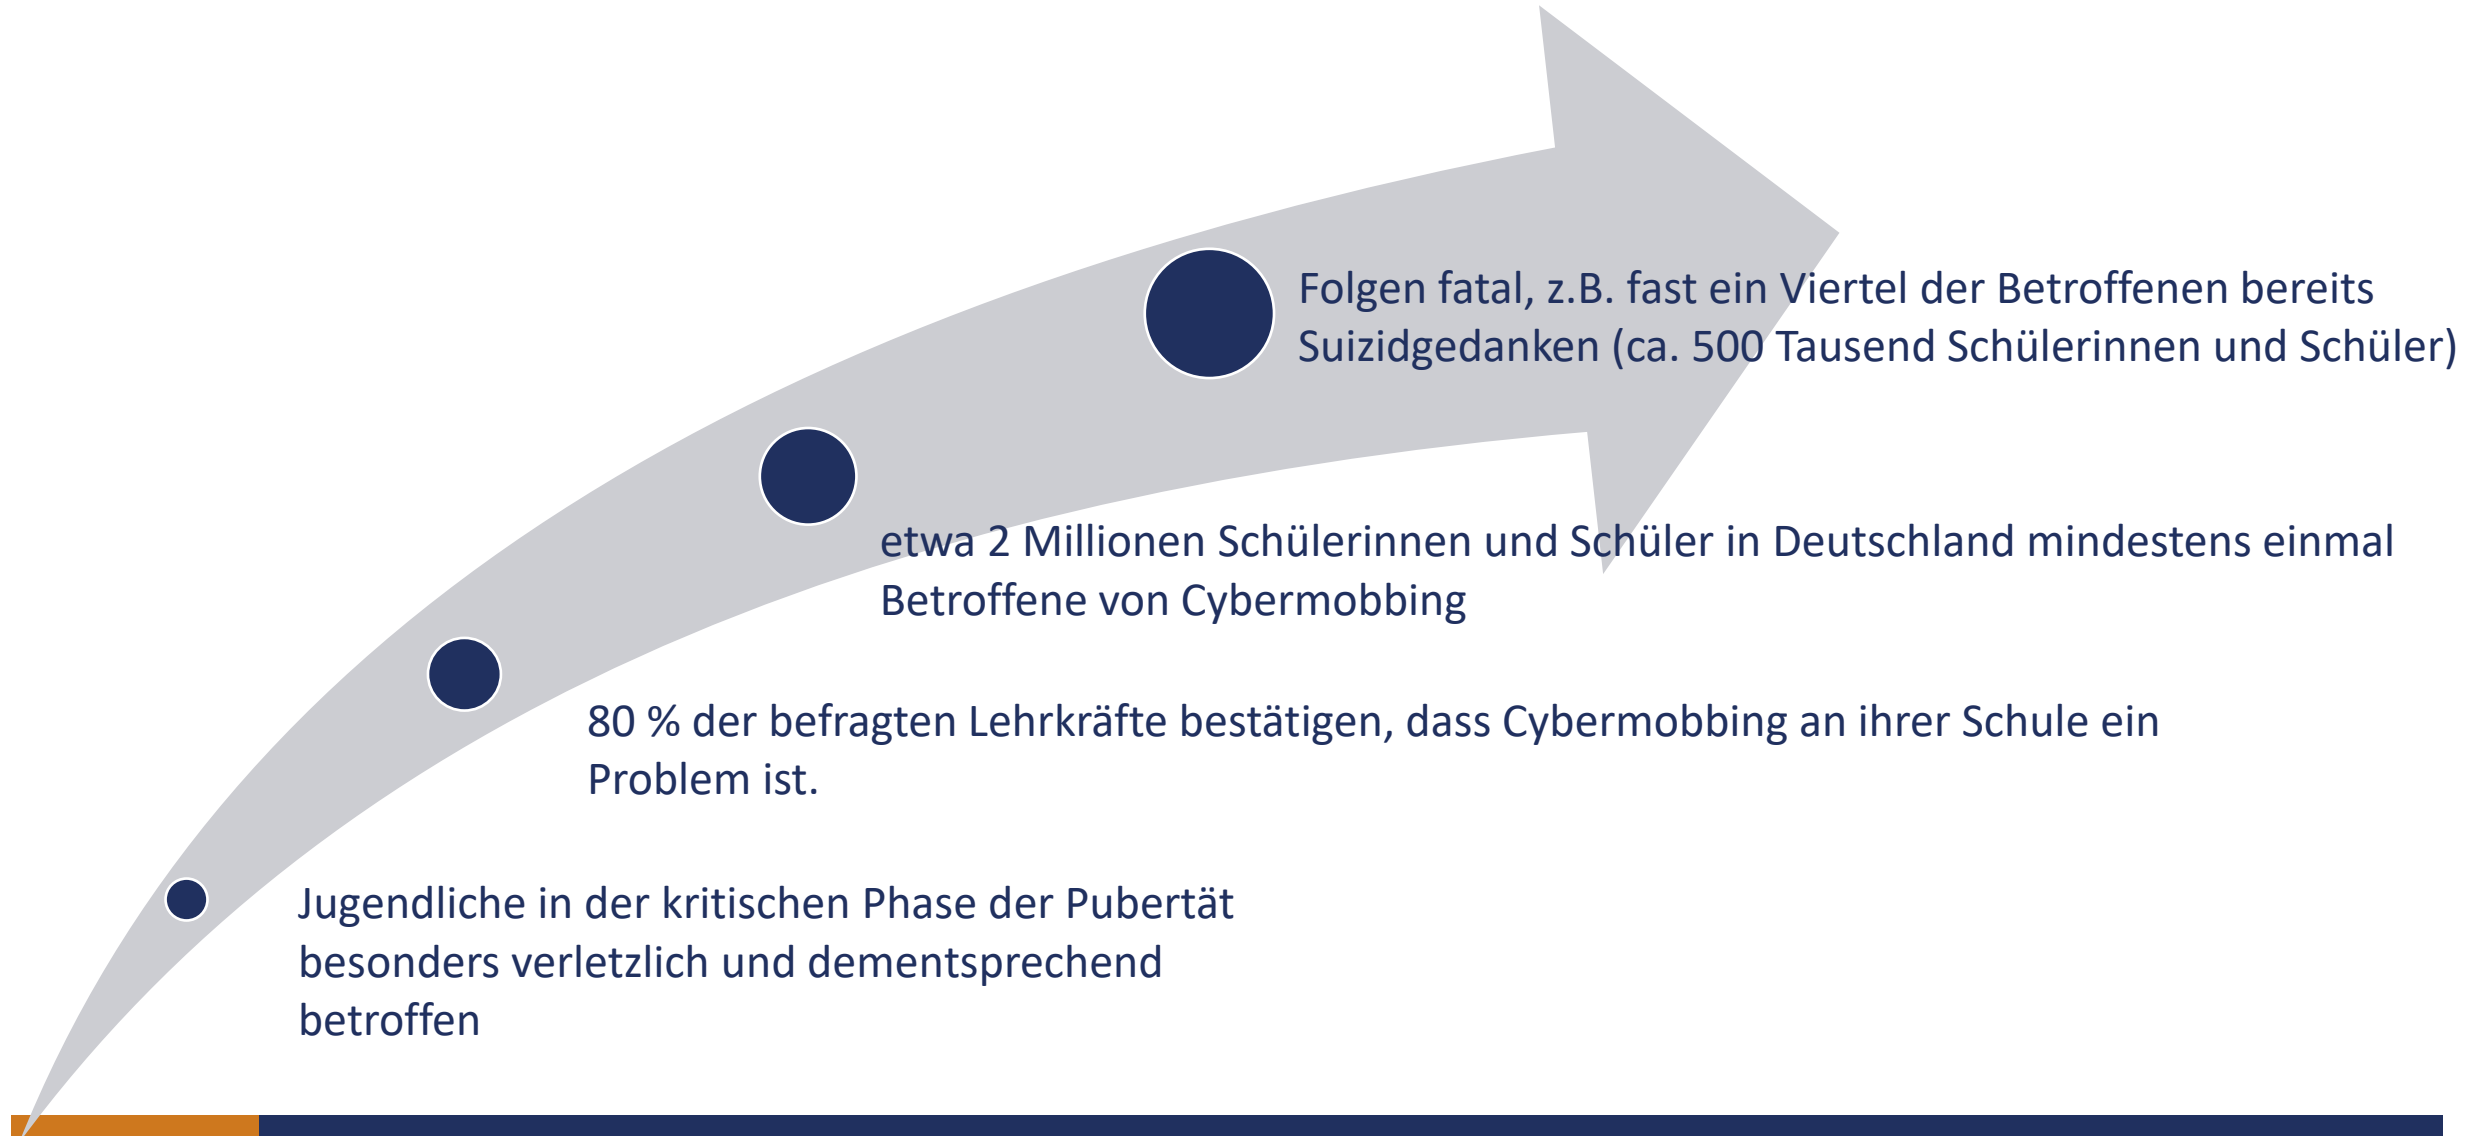 Folgen fatal, z.B. fast ein Viertel der Betroffenen bereits
Suizidgedanken (ca. 500 Tausend Schülerinnen und Schüler)
etwa 2 Millionen Schülerinnen und Schüler in Deutschland mindestens einmal
Betroffene von Cybermobbing
80 % der befragten Lehrkräfte bestätigen, dass Cybermobbing an ihrer Schule ein
Problem ist.
Jugendliche in der kritischen Phase der Pubertät
besonders verletzlich und dementsprechend
betroffen